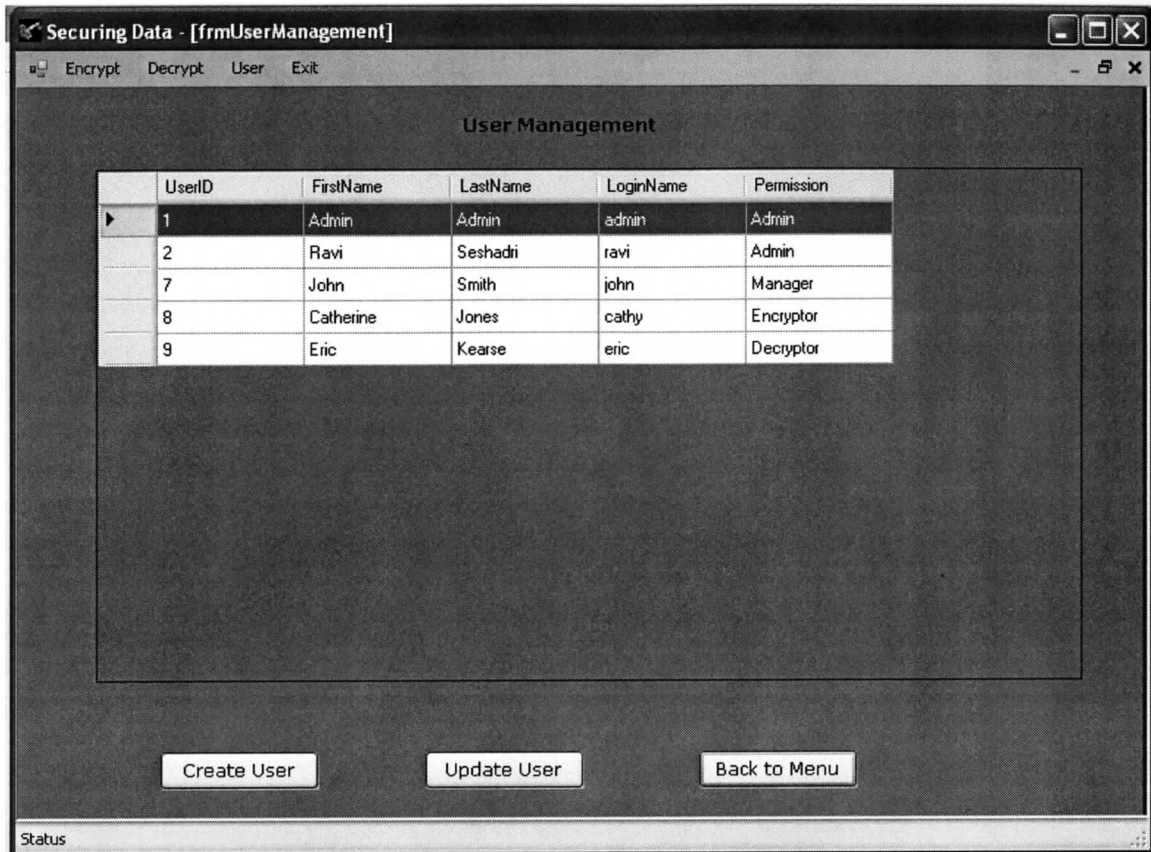 Securing Data - [frmUserManagement]
Encrypt Decrypt User Exit
User Management
UserID FirstName LastName LoginName Permission
1 Admin Admin admin Admin
2 Ravi Seshadri ravi Admin
7 John Smith john Manager
8 Catherine Jones cathy Encryptor
9 Eric Kearse eric Decryptor
Create User Update User Back to Menu
Status